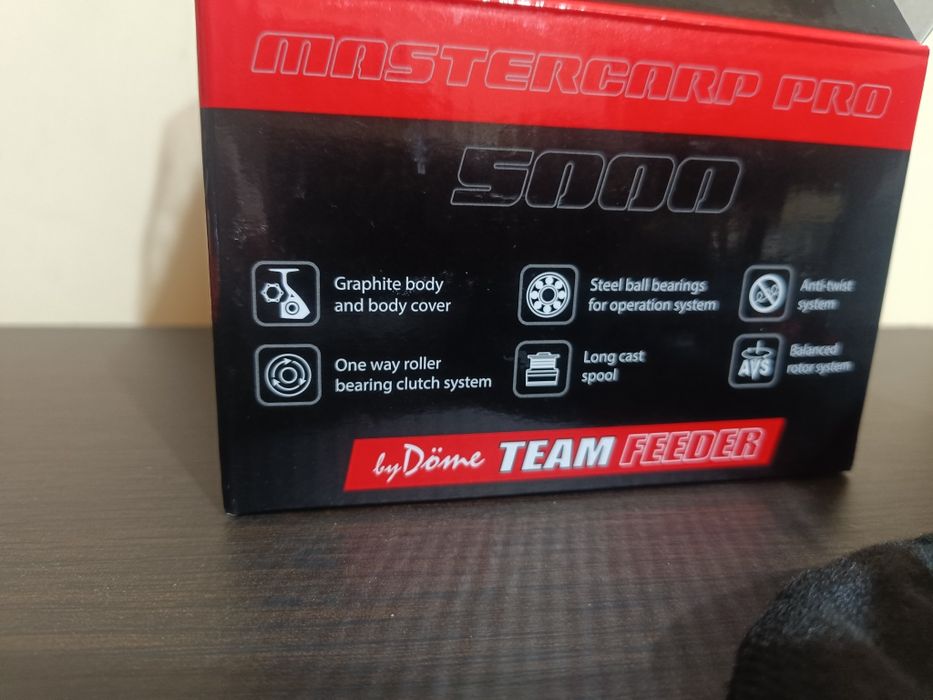 MASTERCARP PRO
5000
Graphite body
and body cover
Steel ball bearings
for operation system
Anti-twist
system
One way roller
bearing clutch system
Long cast
spool
AVS
Balanced
rotor system
by Döme TEAM FEEDER